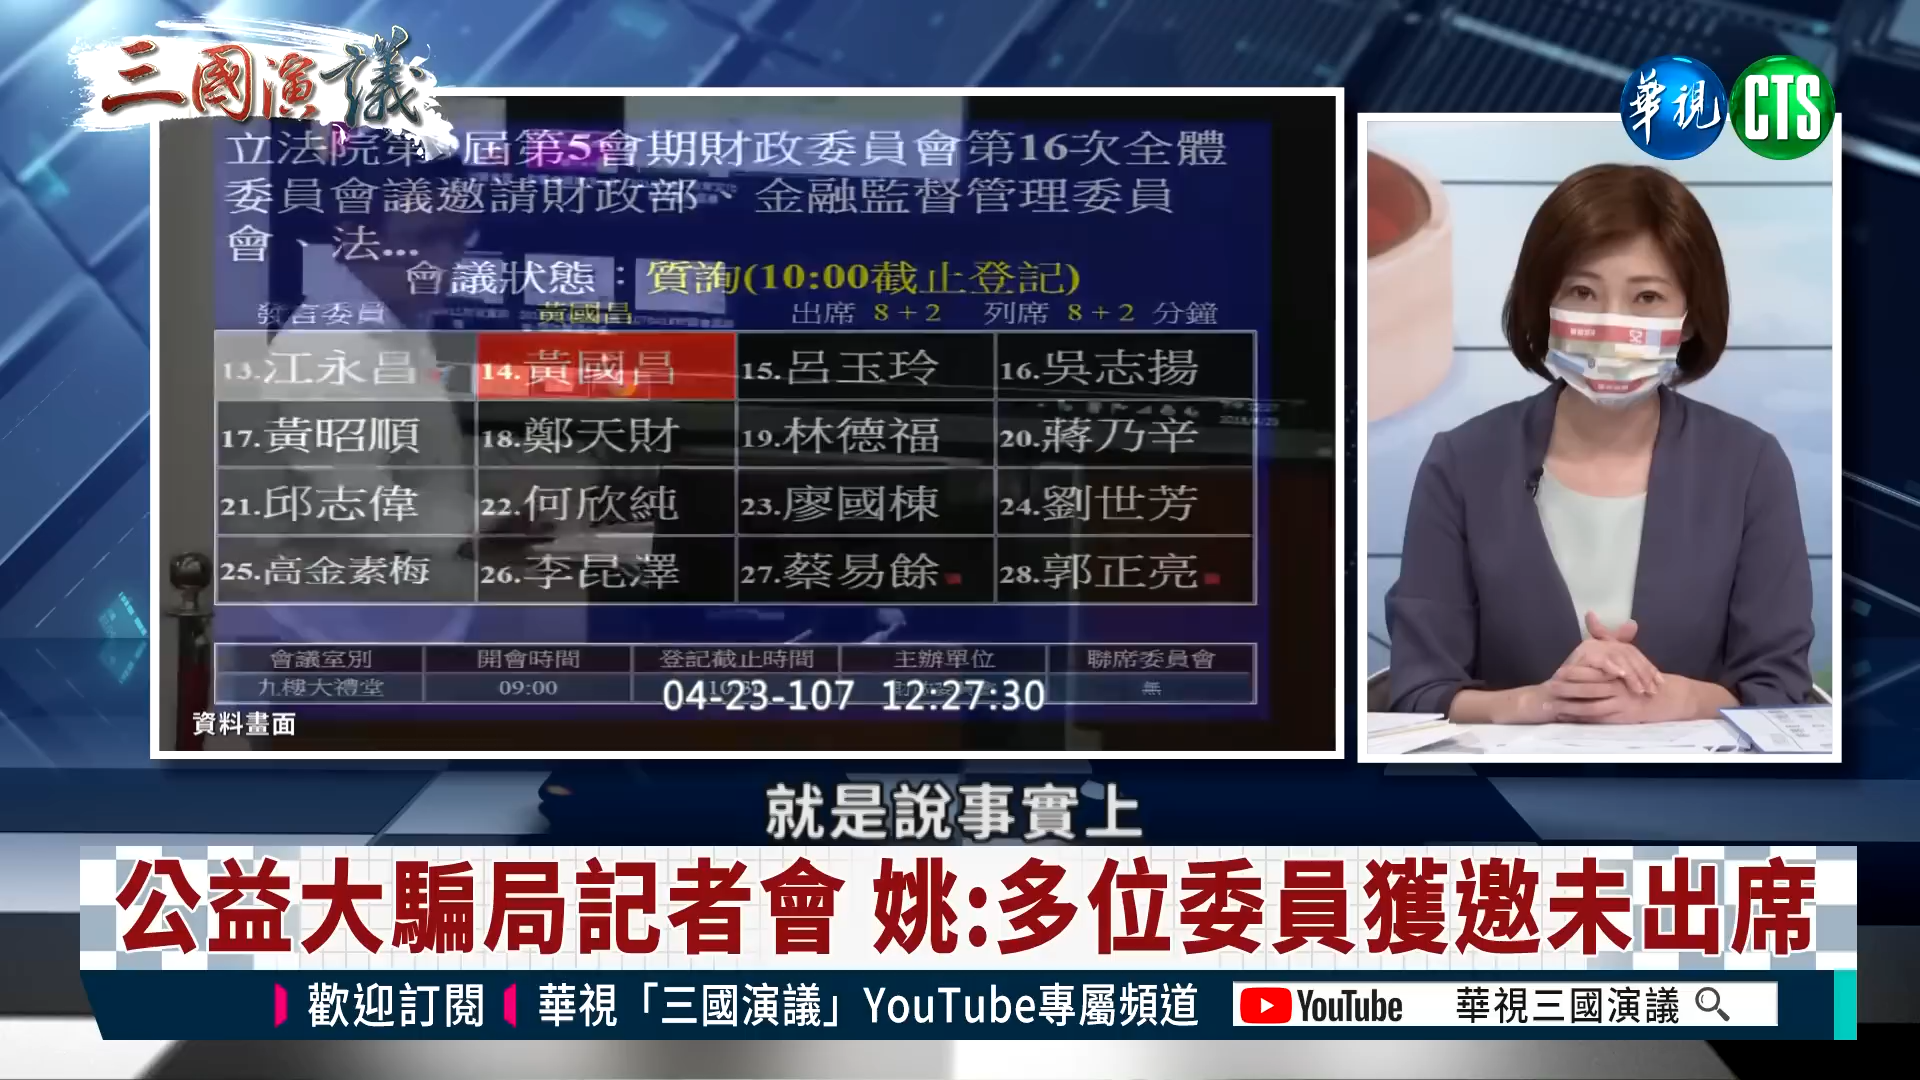 三國演議
華視 CTS
立法院第 屆第5會期財政委員會第16次全體
委員會議邀請財政部、金融監督管理委員
會、法...
會議狀態：質詢(10:00截止登記)
發言委員 黃國昌 出席 8+2 列席 8+2 分鐘
13.江永昌 14.黃國昌 15.呂玉玲 16.吳志揚
17.黃昭順 18.鄭天財 19.林德福 20.蔣乃辛
21.邱志偉 22.何欣純 23.廖國棟 24.劉世芳
25.高金素梅 26.李昆澤 27.蔡易餘 28.郭正亮
會議室別 開會時間 登記截止時間 主辦單位 聯席委員會
九樓大禮堂 09:00 無
04-23-107 12:27:30
資料畫面
就是說事實上
公益大騙局記者會 姚:多位委員獲邀未出席
歡迎訂閱 華視「三國演議」YouTube專屬頻道 YouTube 華視三國演議